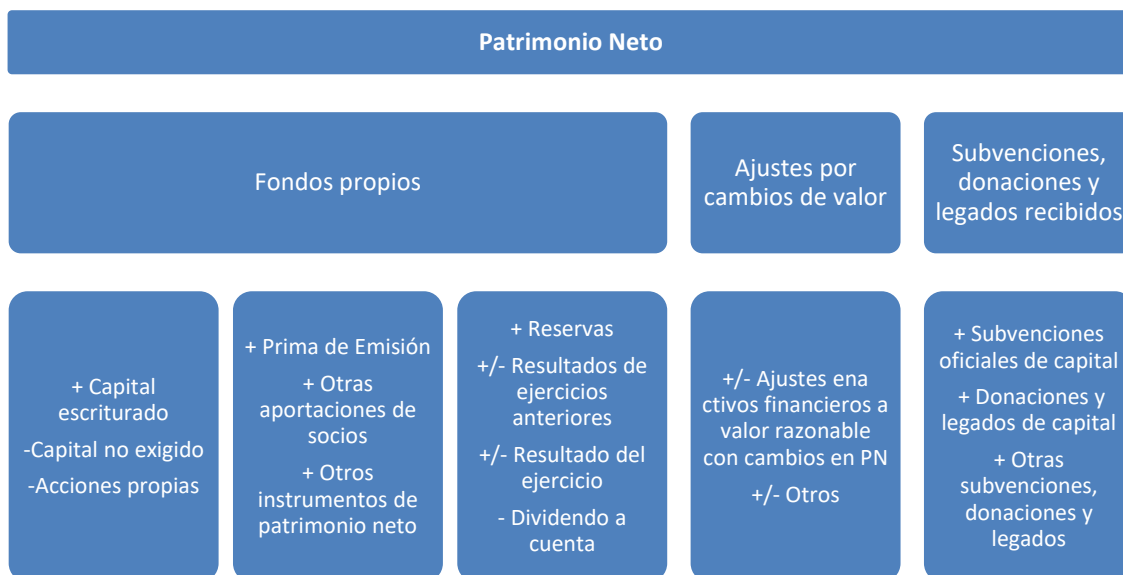 Patrimonio Neto
Fondos propios
Ajustes por
cambios de valor
Subvenciones,
donaciones y
legados recibidos
+ Capital
escriturado
-Capital no exigido
-Acciones propias
+ Prima de Emisión
+ Otras
aportaciones de
socios
+ Otros
instrumentos de
patrimonio neto
+ Reservas
+/- Resultados de
ejercicios
anteriores
+/- Resultado del
ejercicio
- Dividendo a
cuenta
+/- Ajustes ena
ctivos financieros a
valor razonable
con cambios en PN
+/- Otros
+ Subvenciones
oficiales de capital
+ Donaciones y
legados de capital
+ Otras
subvenciones,
donaciones y
legados